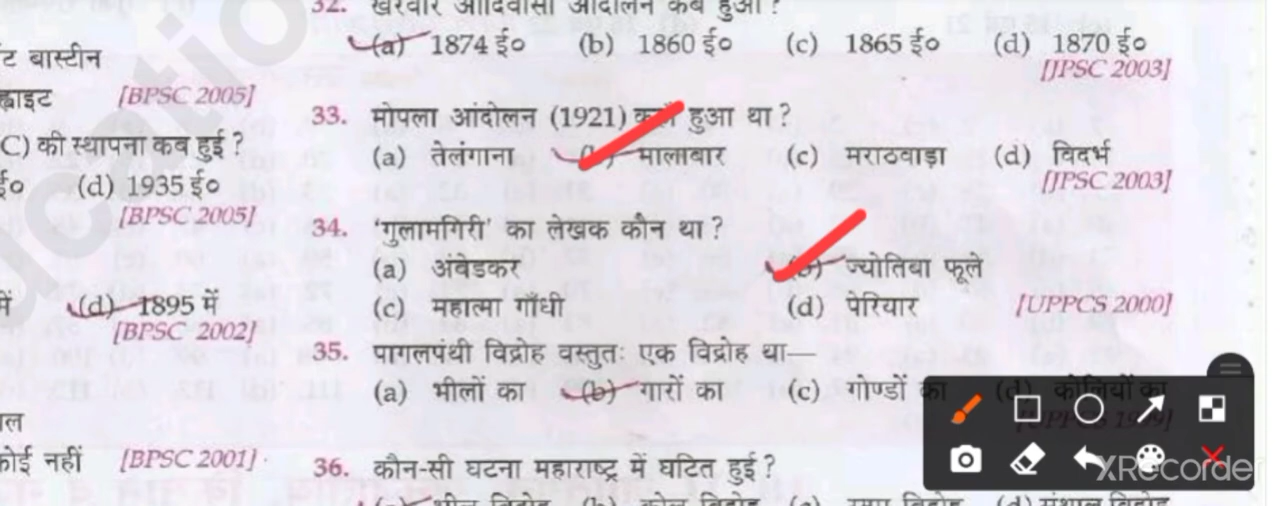 ट बास्टीन
ह्वाइट [BPSC 2005]
C) की स्थापना कब हुई ?
ई० (d) 1935 ई०
[BPSC 2005]
में (d) 1895 में
[BPSC 2002]
ाल
कोई नहीं [BPSC 2001]
32. खरवार आदिवासी आंदोलन कब हुआ ?
(a) 1874 ई० (b) 1860 ई० (c) 1865 ई० (d) 1870 ई०
[JPSC 2003]
33. मोपला आंदोलन (1921) हुआ था ?
(a) तेलंगाना मालाबार (c) मराठवाड़ा (d) विदर्भ
[JPSC 2003]
34. 'गुलामगिरी' का लेखक कौन था ?
(a) अंबेडकर ज्योतिबा फूले
(c) महात्मा गाँधी (d) पेरियार [UPPCS 2000]
35. पागलपंथी विद्रोह वस्तुतः एक विद्रोह था—
(a) भीलों का (b) गारों का (c) गोण्डों का (d) कोलियों का
[UPPCS 1999]
36. कौन-सी घटना महाराष्ट्र में घटित हुई ?
भील विद्रोह (b) कोल विद्रोह (c) विद्रोह (d) संथाल विद्रोह
XRecorder